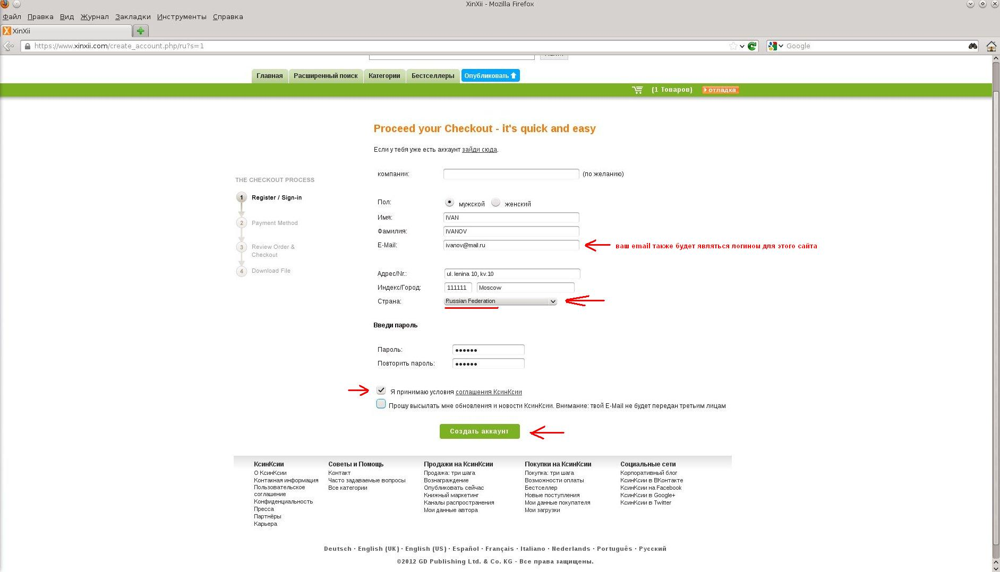 XinXii - Mozilla Firefox
Файл Правка Вид Журнал Закладки Инструменты Справка
XinXii
https://www.xinxii.com/create_account.php/ru?s=1
Google
Главная Расширенный поиск Категории Бестселлеры Опубликовать
(1 Товаров) отладка
Proceed your Checkout - it's quick and easy
Если у тебя уже есть аккаунт зайди сюда.
компании: (по желанию)
THE CHECKOUT PROCESS
1 Register / Sign-in
2 Payment Method
3 Review Order &
Checkout
4 Download File
Пол: мужской женский
Имя: IVAN
Фамилия: IVANOV
E-Mail: ivanov@mail.ru
ваш email также будет являться логином для этого сайта
Адрес/Nr.: ul. lenina 10, kv.10
Индекс/Город: 111111 Moscow
Страна: Russian Federation
Введи пароль
Пароль: ••••••
Повторить пароль: ••••••
Я принимаю условия соглашения КсинКсии
Прошу высылать мне обновления и новости КсинКсии. Внимание: твой E-Mail не будет передан третьим лицам
Создать аккаунт
КсинКсии
О КсинКсии
Контакная информация
Пользовательское
соглашение
Конфиденциальность
Пресса
Партнёры
Карьера
Советы и Помощь
Контакт
Часто задаваемые вопросы
Все категории
Продажи на КсинКсии
Продажа: три шага
Вознаграждение
Опубликовать сейчас
Книжный маркетинг
Каналы распространения
Мои данные автора
Покупки на КсинКсии
Покупка: три шага
Возможности оплаты
Бестселлер
Новые поступления
Мои данные покупателя
Мои загрузки
Социальные сети
Корпоративный блог
КсинКсии в ВКонтакте
КсинКсии на Facebook
КсинКсии в Google+
КсинКсии в Twitter
Deutsch · English (UK) · English (US) · Español · Français · Italiano · Nederlands · Português · Русский
©2012 GD Publishing Ltd. & Co. KG - Все права защищены.